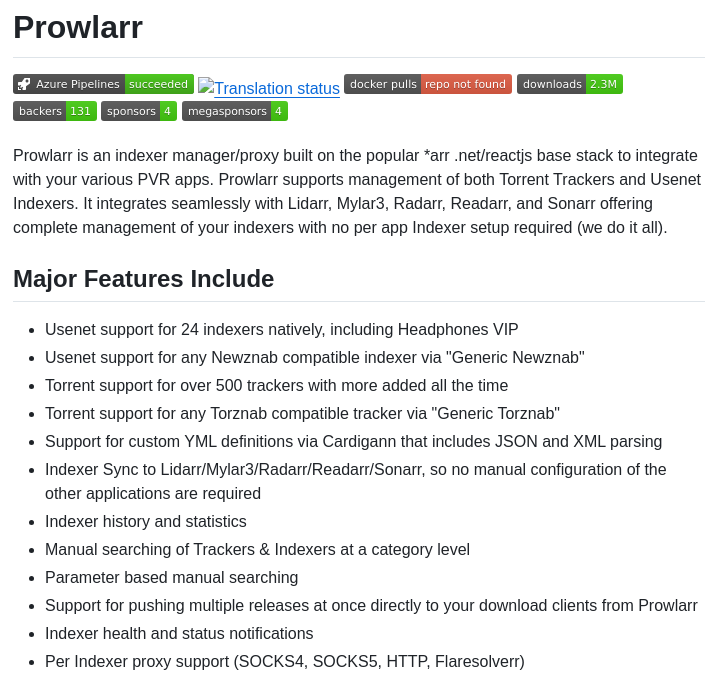 Prowlarr
Azure Pipelines succeeded Translation status docker pulls repo not found downloads 2.3M
backers 131 sponsors 4 megasponsors 4
Prowlarr is an indexer manager/proxy built on the popular *arr .net/reactjs base stack to integrate
with your various PVR apps. Prowlarr supports management of both Torrent Trackers and Usenet
Indexers. It integrates seamlessly with Lidarr, Mylar3, Radarr, Readarr, and Sonarr offering
complete management of your indexers with no per app Indexer setup required (we do it all).
Major Features Include
• Usenet support for 24 indexers natively, including Headphones VIP
• Usenet support for any Newznab compatible indexer via "Generic Newznab"
• Torrent support for over 500 trackers with more added all the time
• Torrent support for any Torznab compatible tracker via "Generic Torznab"
• Support for custom YML definitions via Cardigann that includes JSON and XML parsing
• Indexer Sync to Lidarr/Mylar3/Radarr/Readarr/Sonarr, so no manual configuration of the
other applications are required
• Indexer history and statistics
• Manual searching of Trackers & Indexers at a category level
• Parameter based manual searching
• Support for pushing multiple releases at once directly to your download clients from Prowlarr
• Indexer health and status notifications
• Per Indexer proxy support (SOCKS4, SOCKS5, HTTP, Flaresolverr)